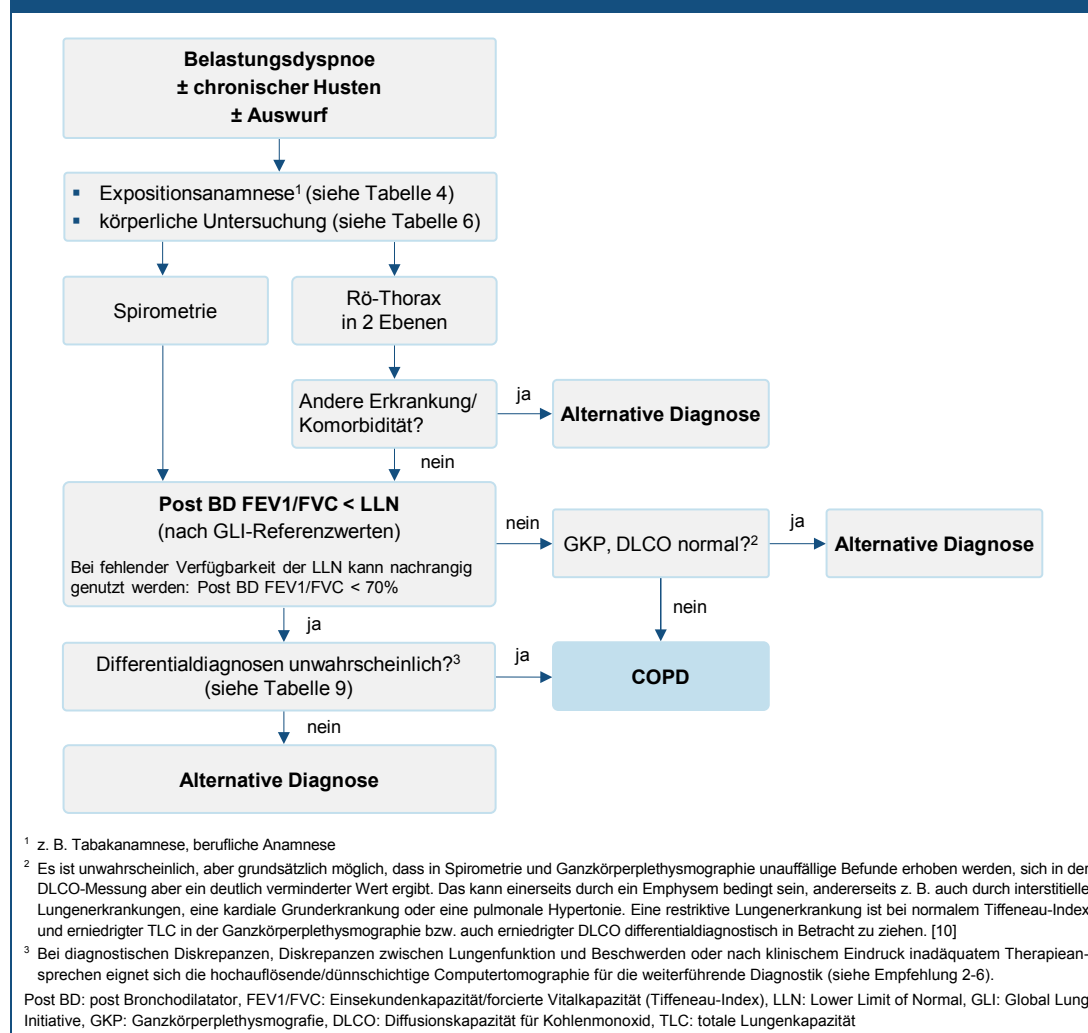 Belastungsdyspnoe
± chronischer Husten
± Auswurf
▪ Expositionsanamnese¹ (siehe Tabelle 4)
▪ körperliche Untersuchung (siehe Tabelle 6)
Spirometrie
Rö-Thorax
in 2 Ebenen
Andere Erkrankung/
Komorbidität?
ja
Alternative Diagnose
nein
Post BD FEV1/FVC < LLN
(nach GLI-Referenzwerten)
Bei fehlender Verfügbarkeit der LLN kann nachrangig
genutzt werden: Post BD FEV1/FVC < 70%
nein
GKP, DLCO normal?²
ja
Alternative Diagnose
nein
ja
Differentialdiagnosen unwahrscheinlich?³
(siehe Tabelle 9)
ja
COPD
nein
Alternative Diagnose
¹ z. B. Tabakanamnese, berufliche Anamnese
² Es ist unwahrscheinlich, aber grundsätzlich möglich, dass in Spirometrie und Ganzkörperplethysmographie unauffällige Befunde erhoben werden, sich in der
DLCO-Messung aber ein deutlich verminderter Wert ergibt. Das kann einerseits durch ein Emphysem bedingt sein, andererseits z. B. auch durch interstitielle
Lungenerkrankungen, eine kardiale Grunderkrankung oder eine pulmonale Hypertonie. Eine restriktive Lungenerkrankung ist bei normalem Tiffeneau-Index
und erniedrigter TLC in der Ganzkörperplethysmographie bzw. auch erniedrigter DLCO differentialdiagnostisch in Betracht zu ziehen. [10]
³ Bei diagnostischen Diskrepanzen, Diskrepanzen zwischen Lungenfunktion und Beschwerden oder nach klinischem Eindruck inadäquatem Therapiean-
sprechen eignet sich die hochauflösende/dünnschichtige Computertomographie für die weiterführende Diagnostik (siehe Empfehlung 2-6).
Post BD: post Bronchodilatator, FEV1/FVC: Einsekundenkapazität/forcierte Vitalkapazität (Tiffeneau-Index), LLN: Lower Limit of Normal, GLI: Global Lung
Initiative, GKP: Ganzkörperplethysmografie, DLCO: Diffusionskapazität für Kohlenmonoxid, TLC: totale Lungenkapazität